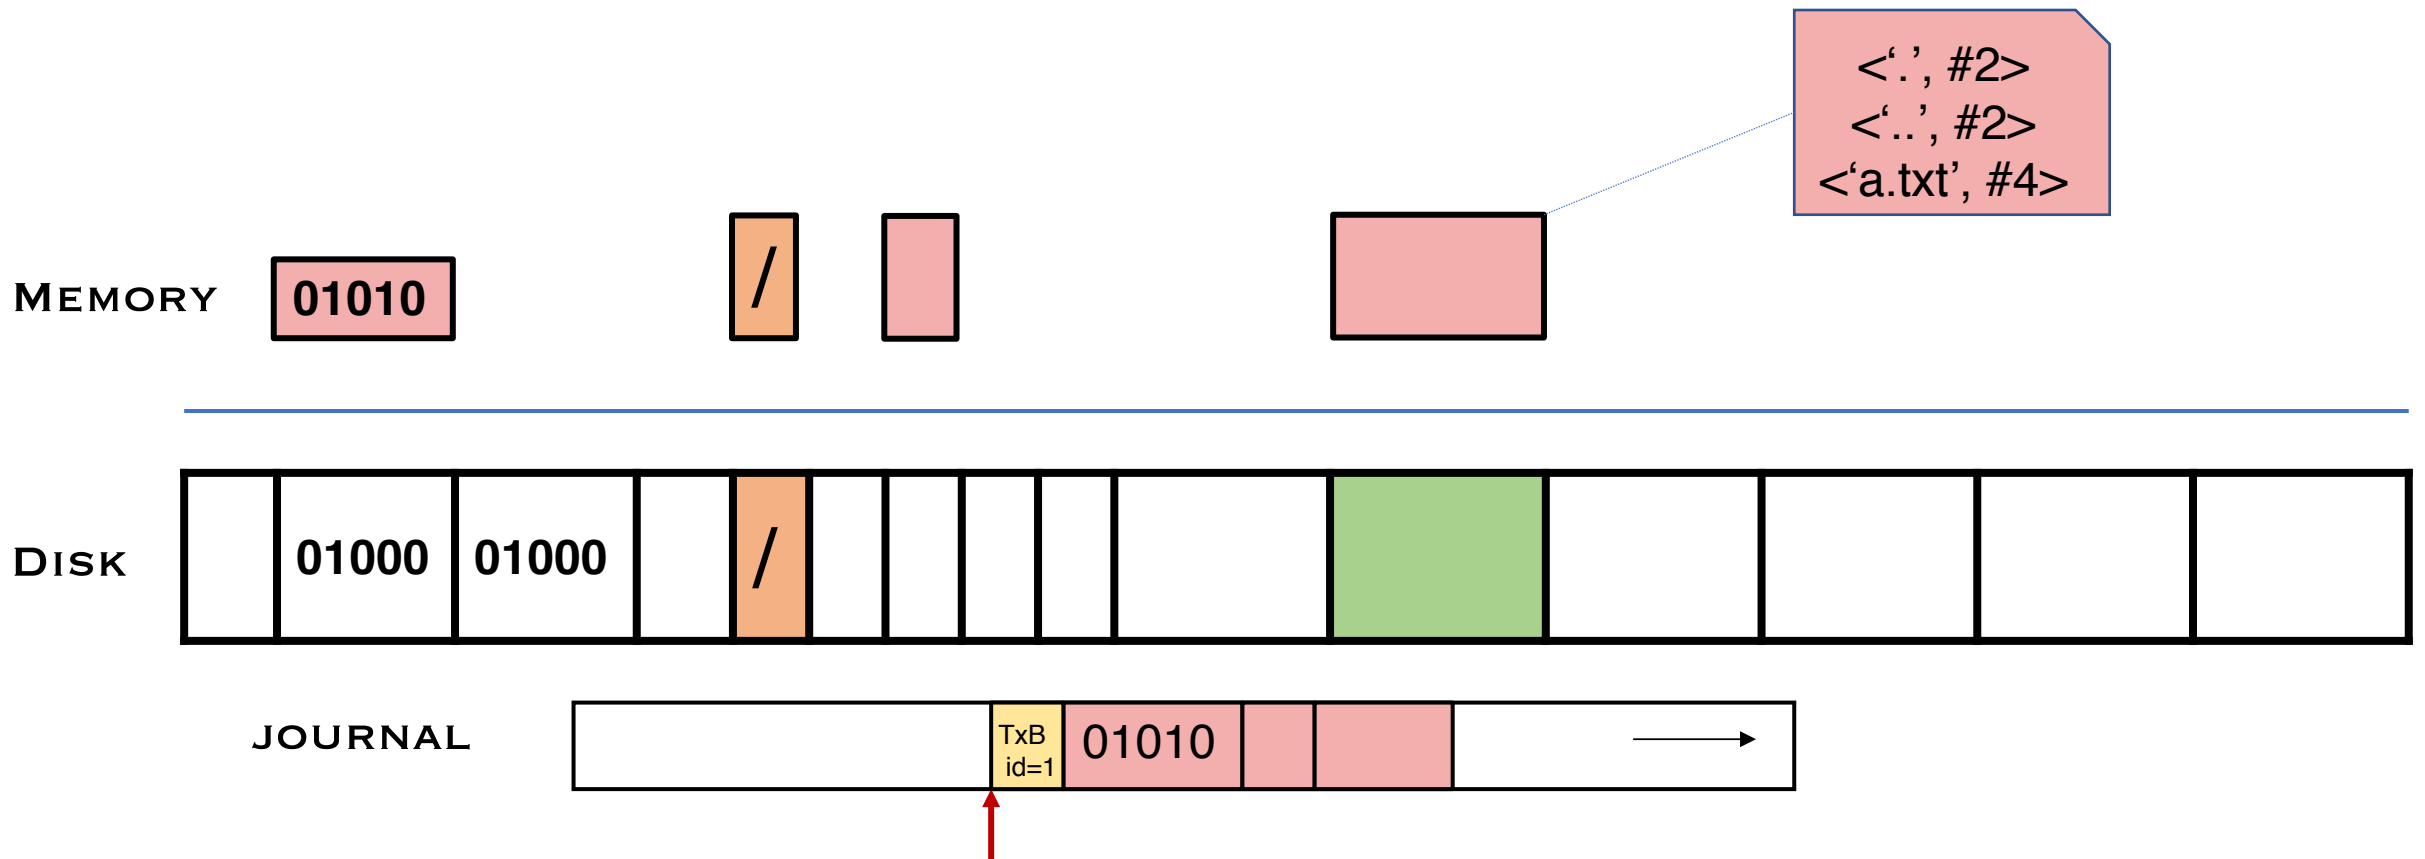 <‘.’, #2>
<‘..’, #2>
<‘a.txt’, #4>
MEMORY
01010
/
DISK
01000
01000
/
JOURNAL
TxB
id=1
01010